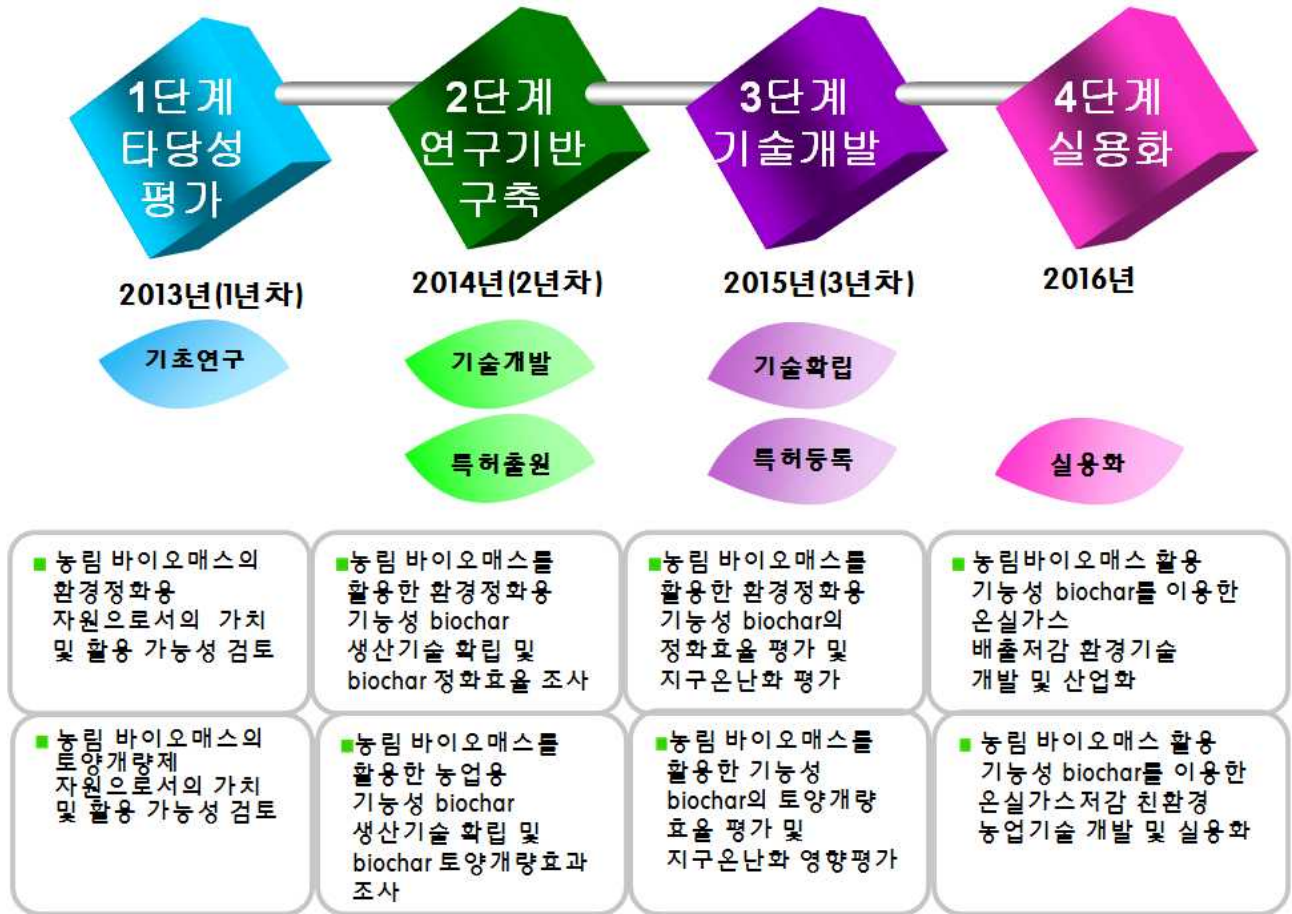 1단계
타당성
평가
2단계
연구기반
구축
3단계
기술개발
4단계
실용화
2013년(1년차)
2014년(2년차)
2015년(3년차)
2016년
기초연구
기술개발
기술확립
특허출원
특허등록
실용화
농림 바이오매스의
환경정화용
자원으로서의 가치
및 활용 가능성 검토
농림 바이오매스를
활용한 환경정화용
기능성 biochar
생산기술 확립 및
biochar 정화효율 조사
농림 바이오매스를
활용한 환경정화용
기능성 biochar의
정화효율 평가 및
지구온난화 평가
농림바이오매스 활용
기능성 biochar를 이용한
온실가스
배출저감 환경기술
개발 및 산업화
농림 바이오매스의
토양개량제
자원으로서의 가치
및 활용 가능성 검토
농림 바이오매스를
활용한 농업용
기능성 biochar
생산기술 확립 및
biochar 토양개량효과
조사
농림 바이오매스를
활용한 기능성
biochar의 토양개량
효율 평가 및
지구온난화 영향평가
농림 바이오매스 활용
기능성 biochar를 이용한
온실가스저감 친환경
농업기술 개발 및 실용화